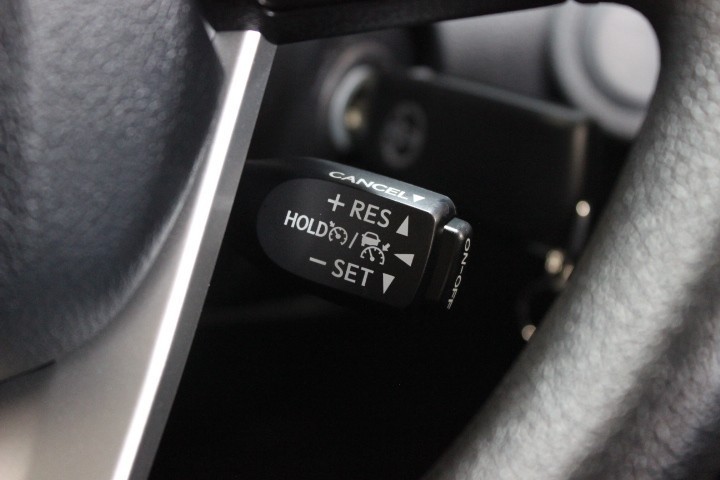 CANCEL▼
+ RES ▲
HOLD / ◀
− SET ▼
ON-OFF